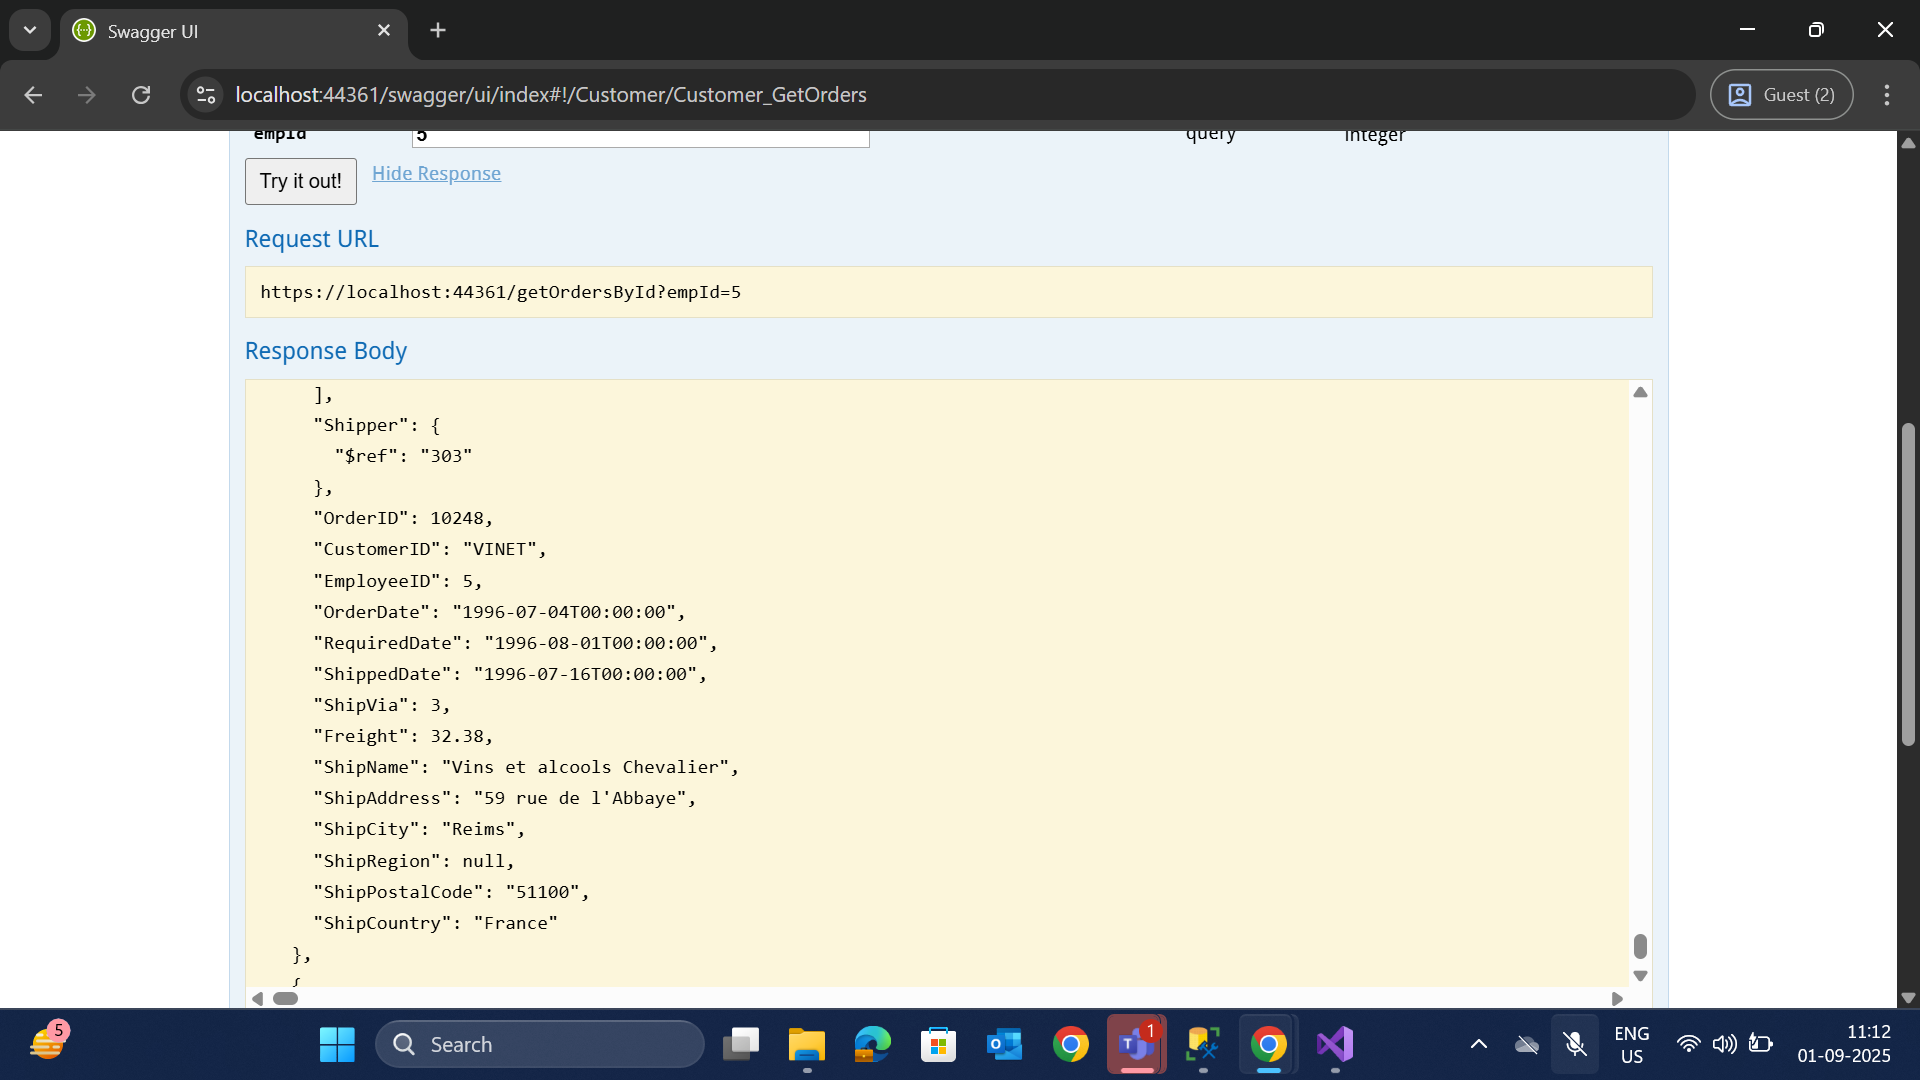 Swagger UI
localhost:44361/swagger/ui/index#!/Customer/Customer_GetOrders
Guest (2)
empId 5 query integer
Try it out! Hide Response
Request URL
https://localhost:44361/getOrdersById?empId=5
Response Body
],
"Shipper": {
"$ref": "303"
},
"OrderID": 10248,
"CustomerID": "VINET",
"EmployeeID": 5,
"OrderDate": "1996-07-04T00:00:00",
"RequiredDate": "1996-08-01T00:00:00",
"ShippedDate": "1996-07-16T00:00:00",
"ShipVia": 3,
"Freight": 32.38,
"ShipName": "Vins et alcools Chevalier",
"ShipAddress": "59 rue de l'Abbaye",
"ShipCity": "Reims",
"ShipRegion": null,
"ShipPostalCode": "51100",
"ShipCountry": "France"
},
{
5
Search
1
ENG
US
11:12
01-09-2025